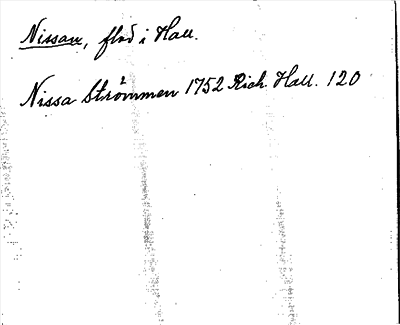 Nissan, flod i Hall.
Nissa Strömmen 1752 Rich. Hall. 120